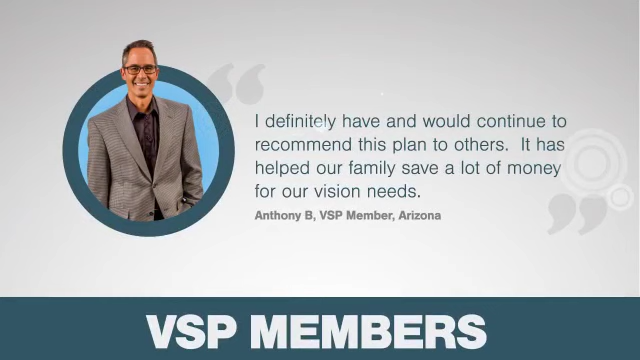 I definitely have and would continue to
recommend this plan to others.  It has
helped our family save a lot of money
for our vision needs.
Anthony B, VSP Member, Arizona
VSP MEMBERS